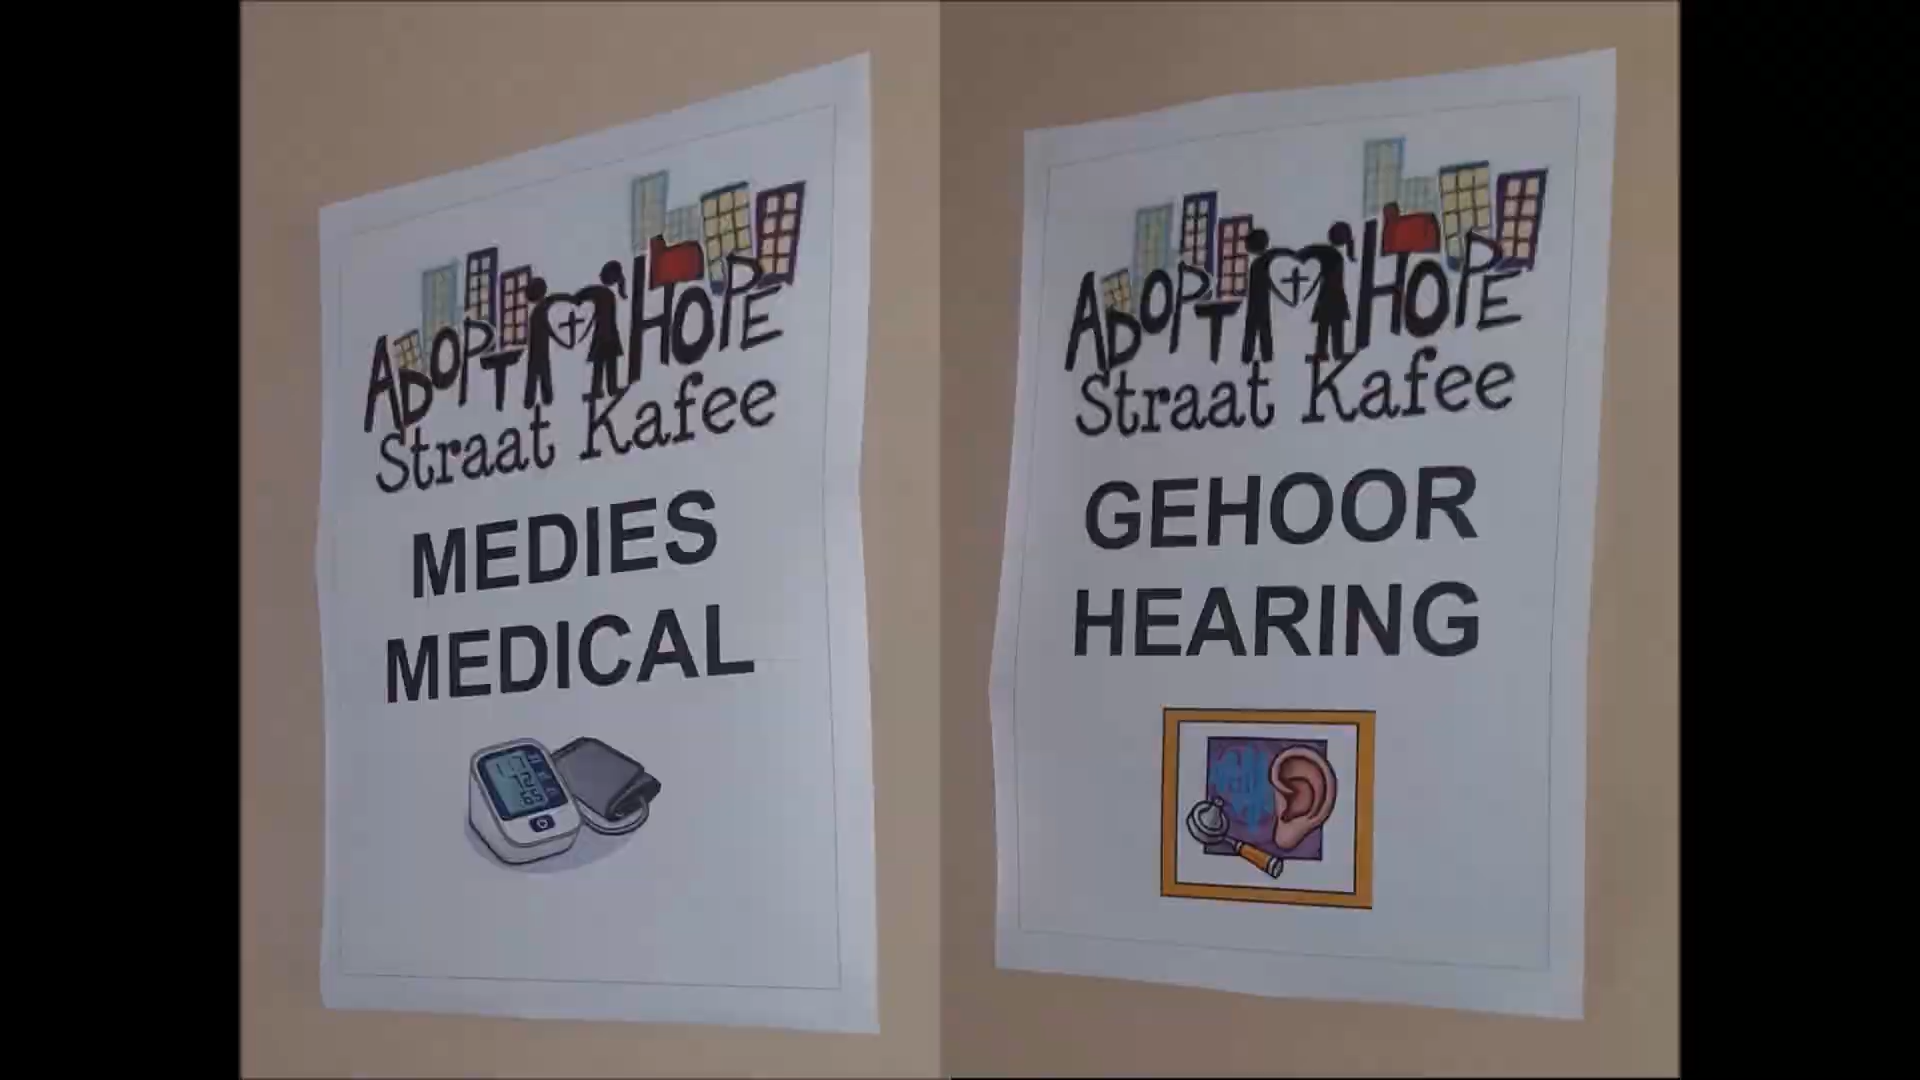 ADOPT HOPE
Straat Kafee
MEDIES
MEDICAL
ADOPT HOPE
Straat Kafee
GEHOOR
HEARING